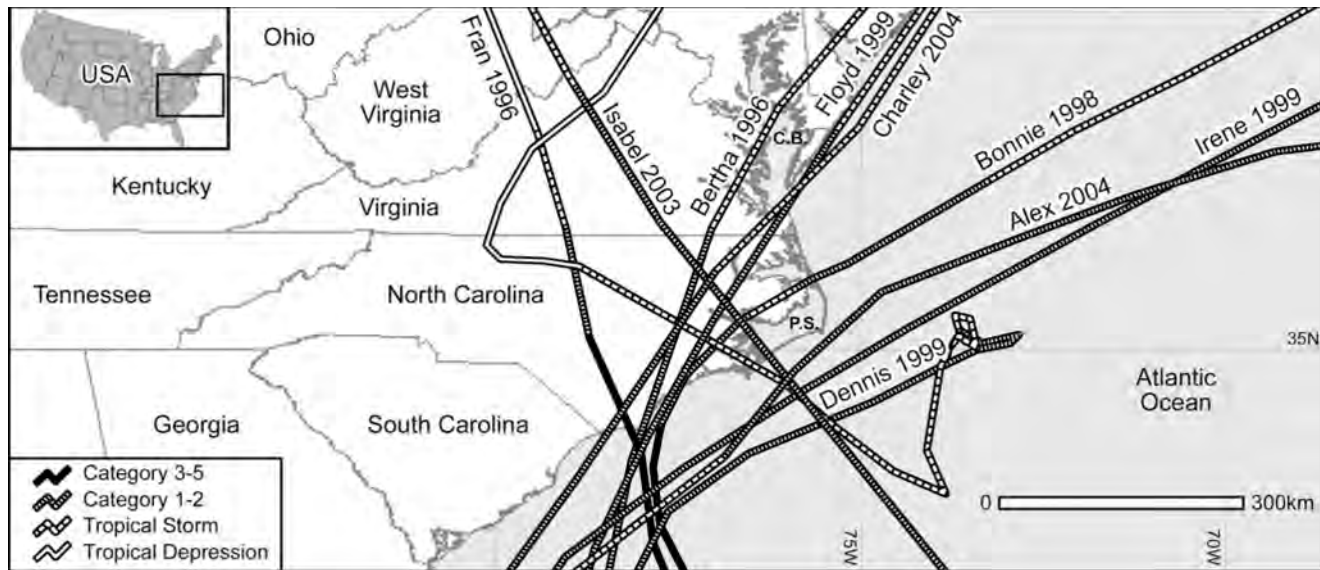 USA
Ohio
West
Virginia
Kentucky
Virginia
Tennessee
North Carolina
Georgia
South Carolina
Fran 1996
Isabel 2003
Bertha 1996
Floyd 1999
Charley 2004
C.B.
Bonnie 1998
Irene 1999
Alex 2004
P.S.
Dennis 1999
35N
Atlantic
Ocean
Category 3-5
Category 1-2
Tropical Storm
Tropical Depression
0
300km
75W
70W